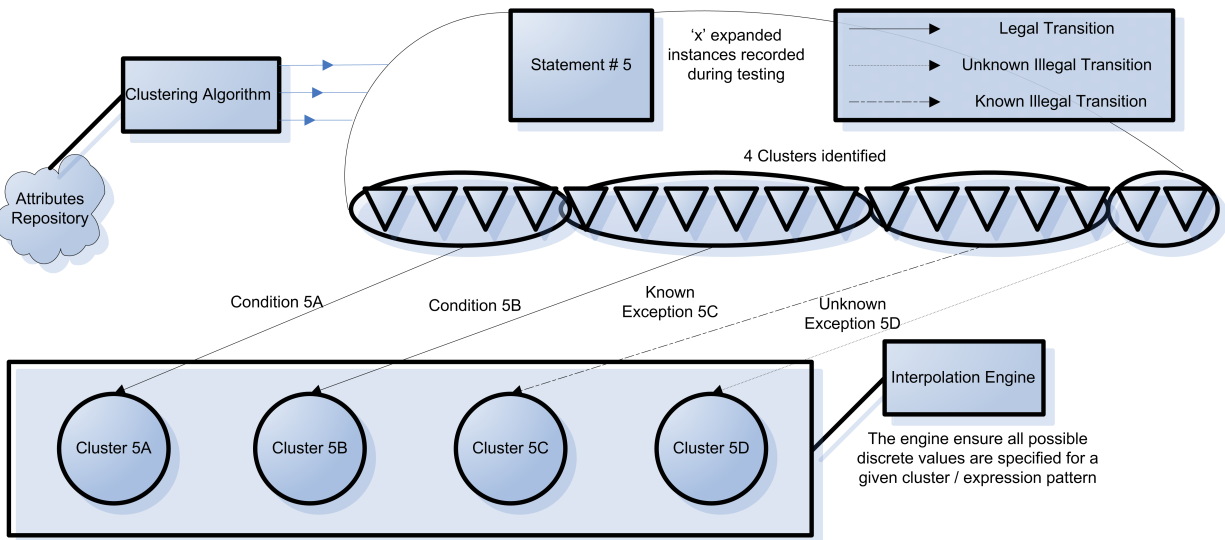 Statement # 5
'x' expanded
instances recorded
during testing
Legal Transition
Unknown Illegal Transition
Known Illegal Transition
Clustering Algorithm
Attributes
Repository
4 Clusters identified
Condition 5A
Condition 5B
Known
Exception 5C
Unknown
Exception 5D
Interpolation Engine
The engine ensure all possible
discrete values are specified for a
given cluster / expression pattern
Cluster 5A
Cluster 5B
Cluster 5C
Cluster 5D